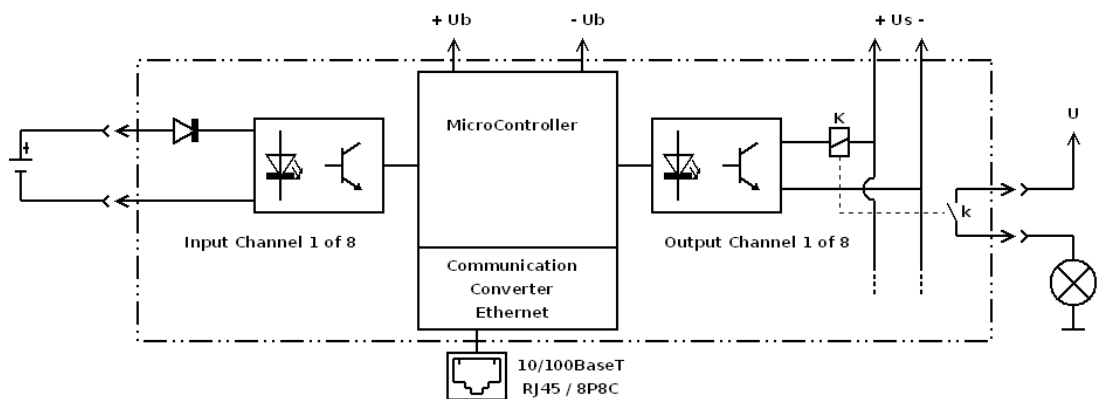 + Ub
- Ub
+ Us -
MicroController
K
U
+
k
Input Channel 1 of 8
Output Channel 1 of 8
Communication
Converter
Ethernet
10/100BaseT
RJ45 / 8P8C